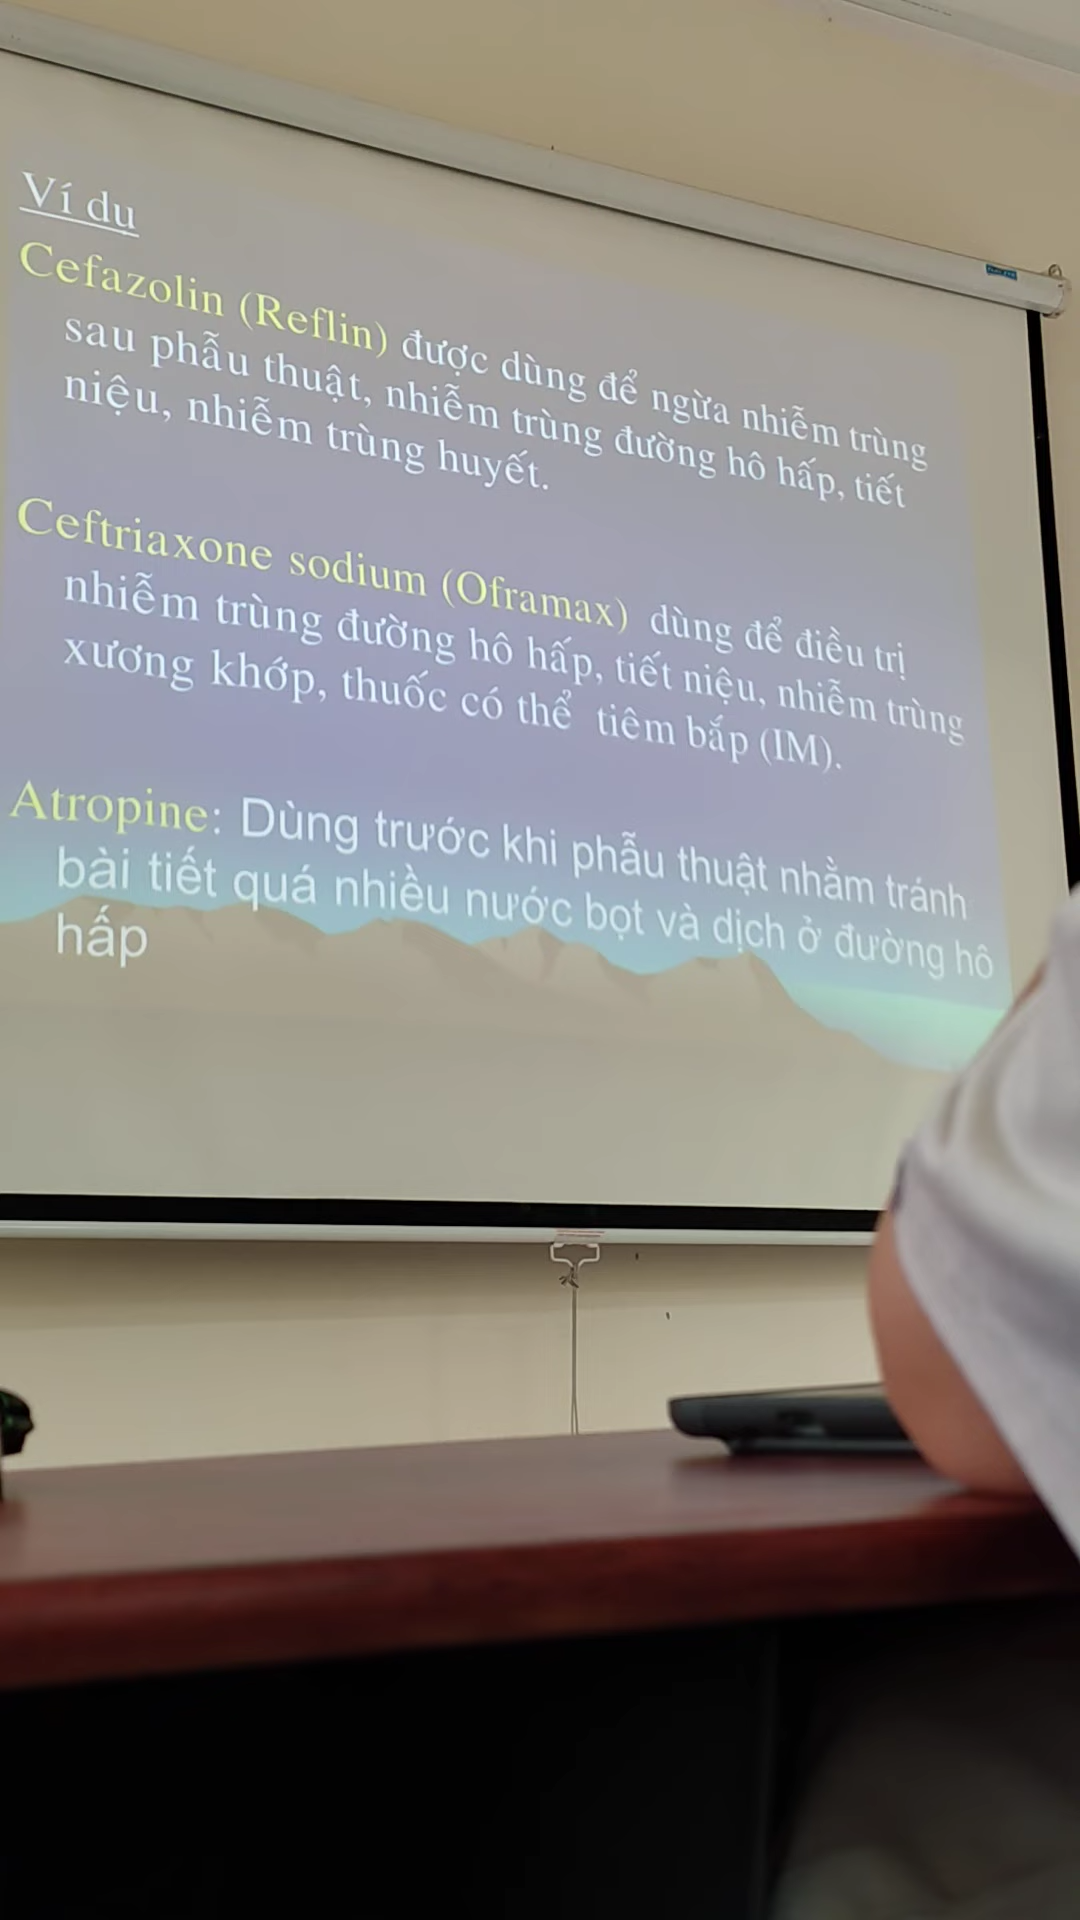 Ví dụ
Cefazolin (Reflin) được dùng để ngừa nhiễm trùng
sau phẫu thuật, nhiễm trùng đường hô hấp, tiết
niệu, nhiễm trùng huyết.
Ceftriaxone sodium (Oframax) dùng để điều trị
nhiễm trùng đường hô hấp, tiết niệu, nhiễm trùng
xương khớp, thuốc có thể tiêm bắp (IM).
Atropine: Dùng trước khi phẫu thuật nhằm tránh
bài tiết quá nhiều nước bọt và dịch ở đường hô
hấp